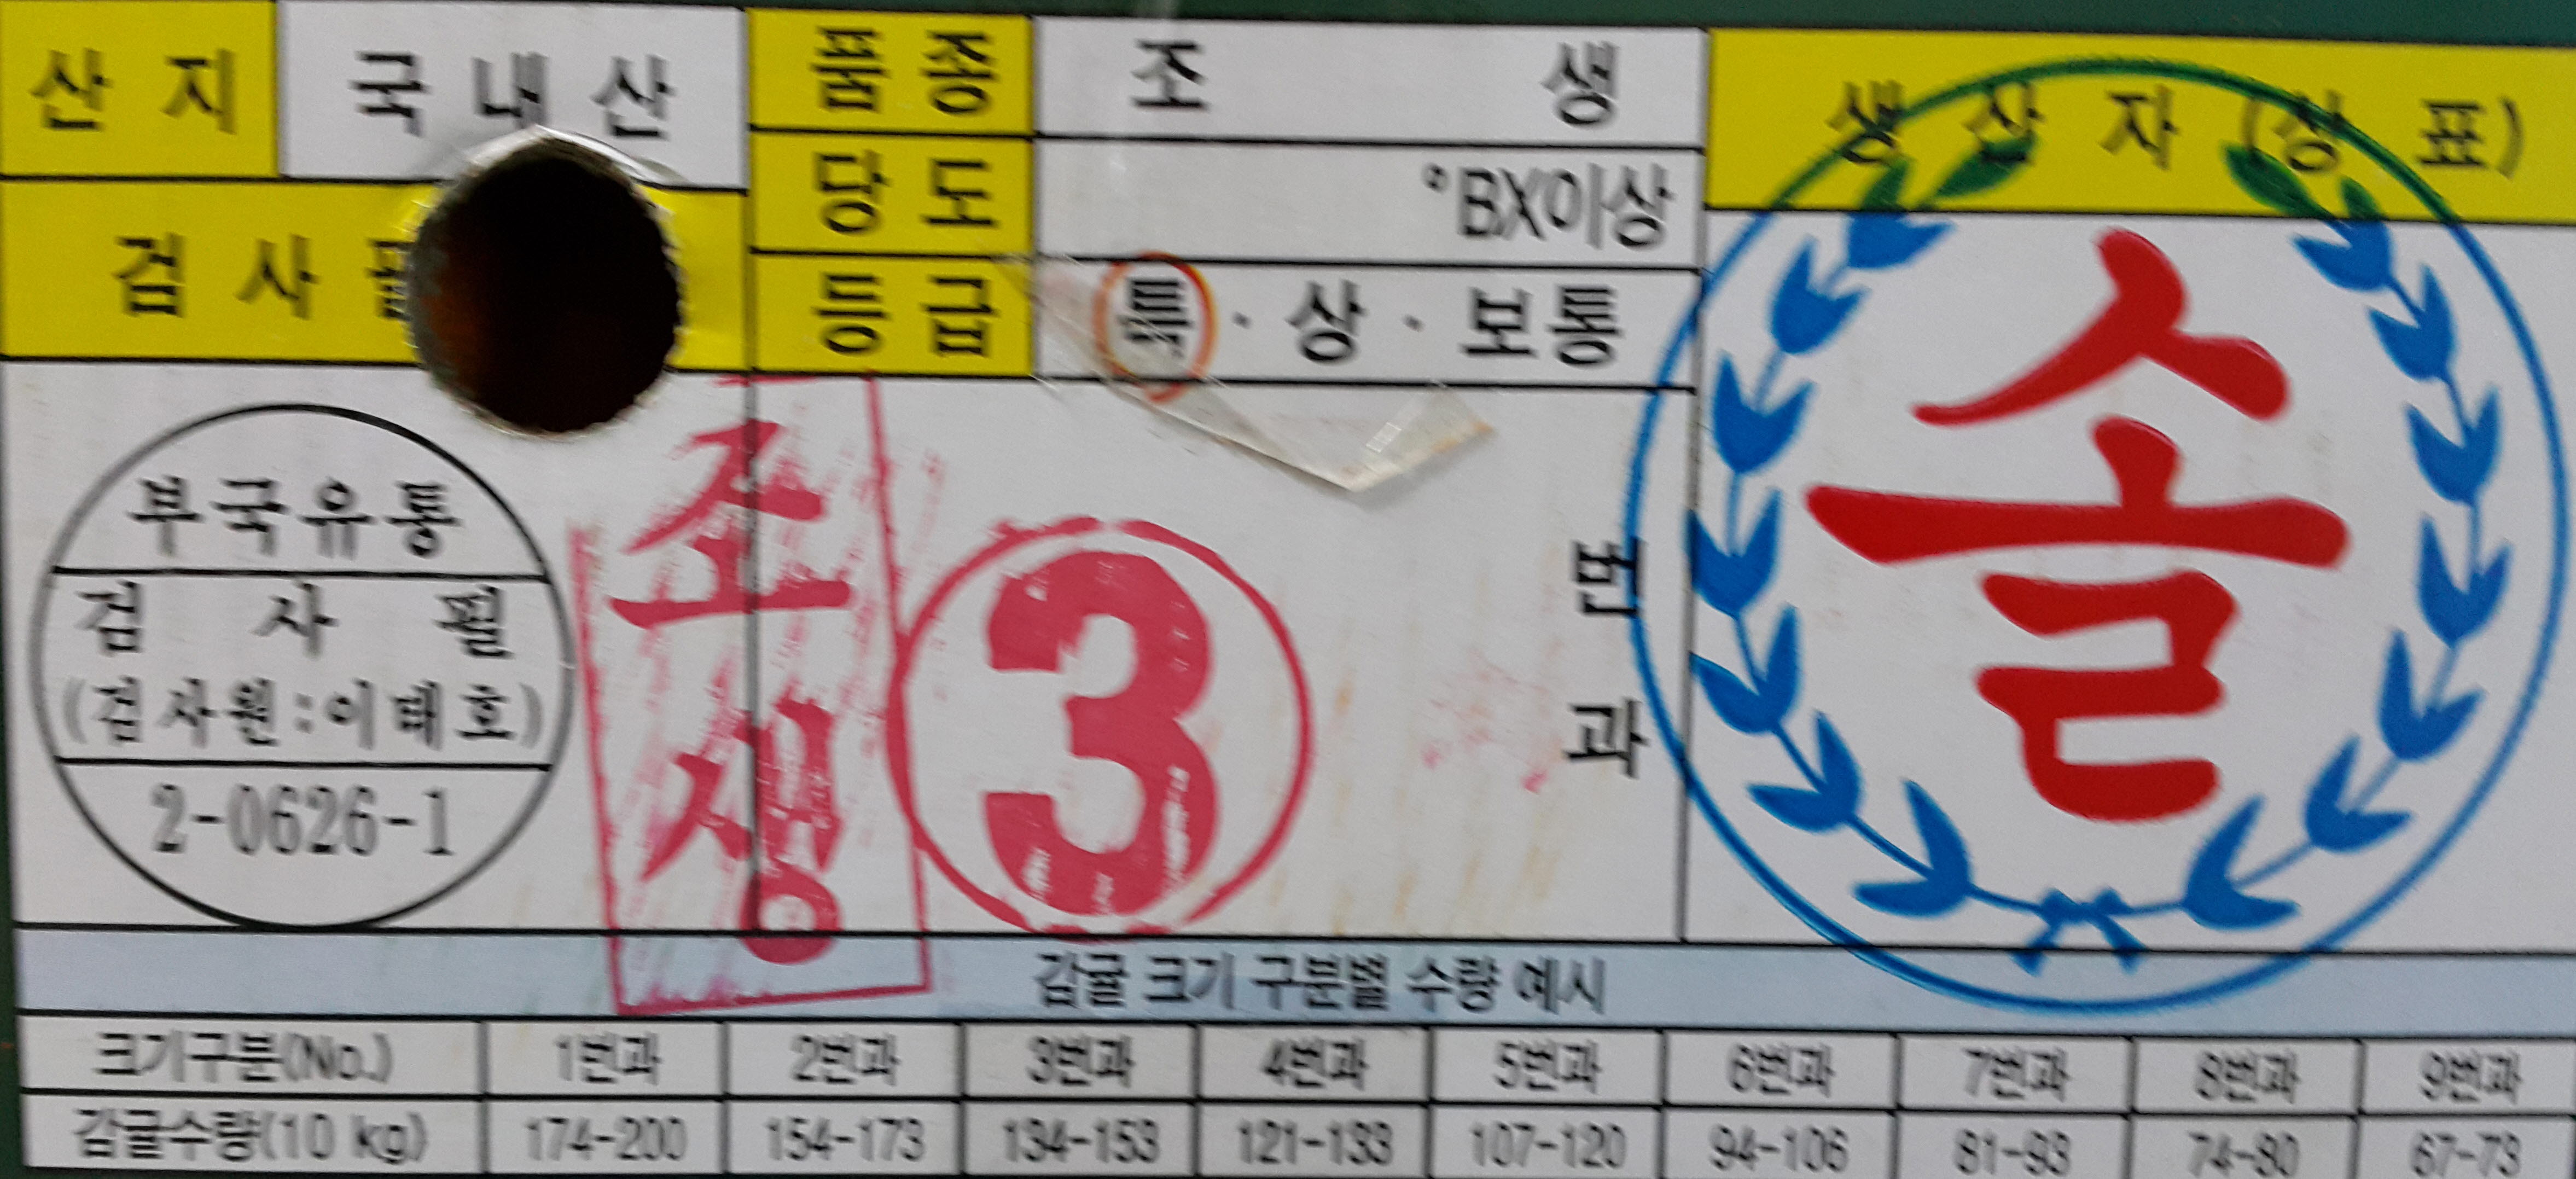 산 지 국 내 산
품 종 조 생
생 산 자 (상 표)
당 도 °BX이상
검 사
등 급 특 · 상 · 보통
솔
부국유통
검 사 필
(검사원:이태호)
2-0626-1
조생
3
번과
감귤 크기 구분별 수량 예시
크기구분(No.) 1번과 2번과 3번과 4번과 5번과 6번과 7번과 8번과 9번과
감귤수량(10 kg) 174-200 154-173 134-153 121-133 107-120 94-106 81-93 74-80 67-73